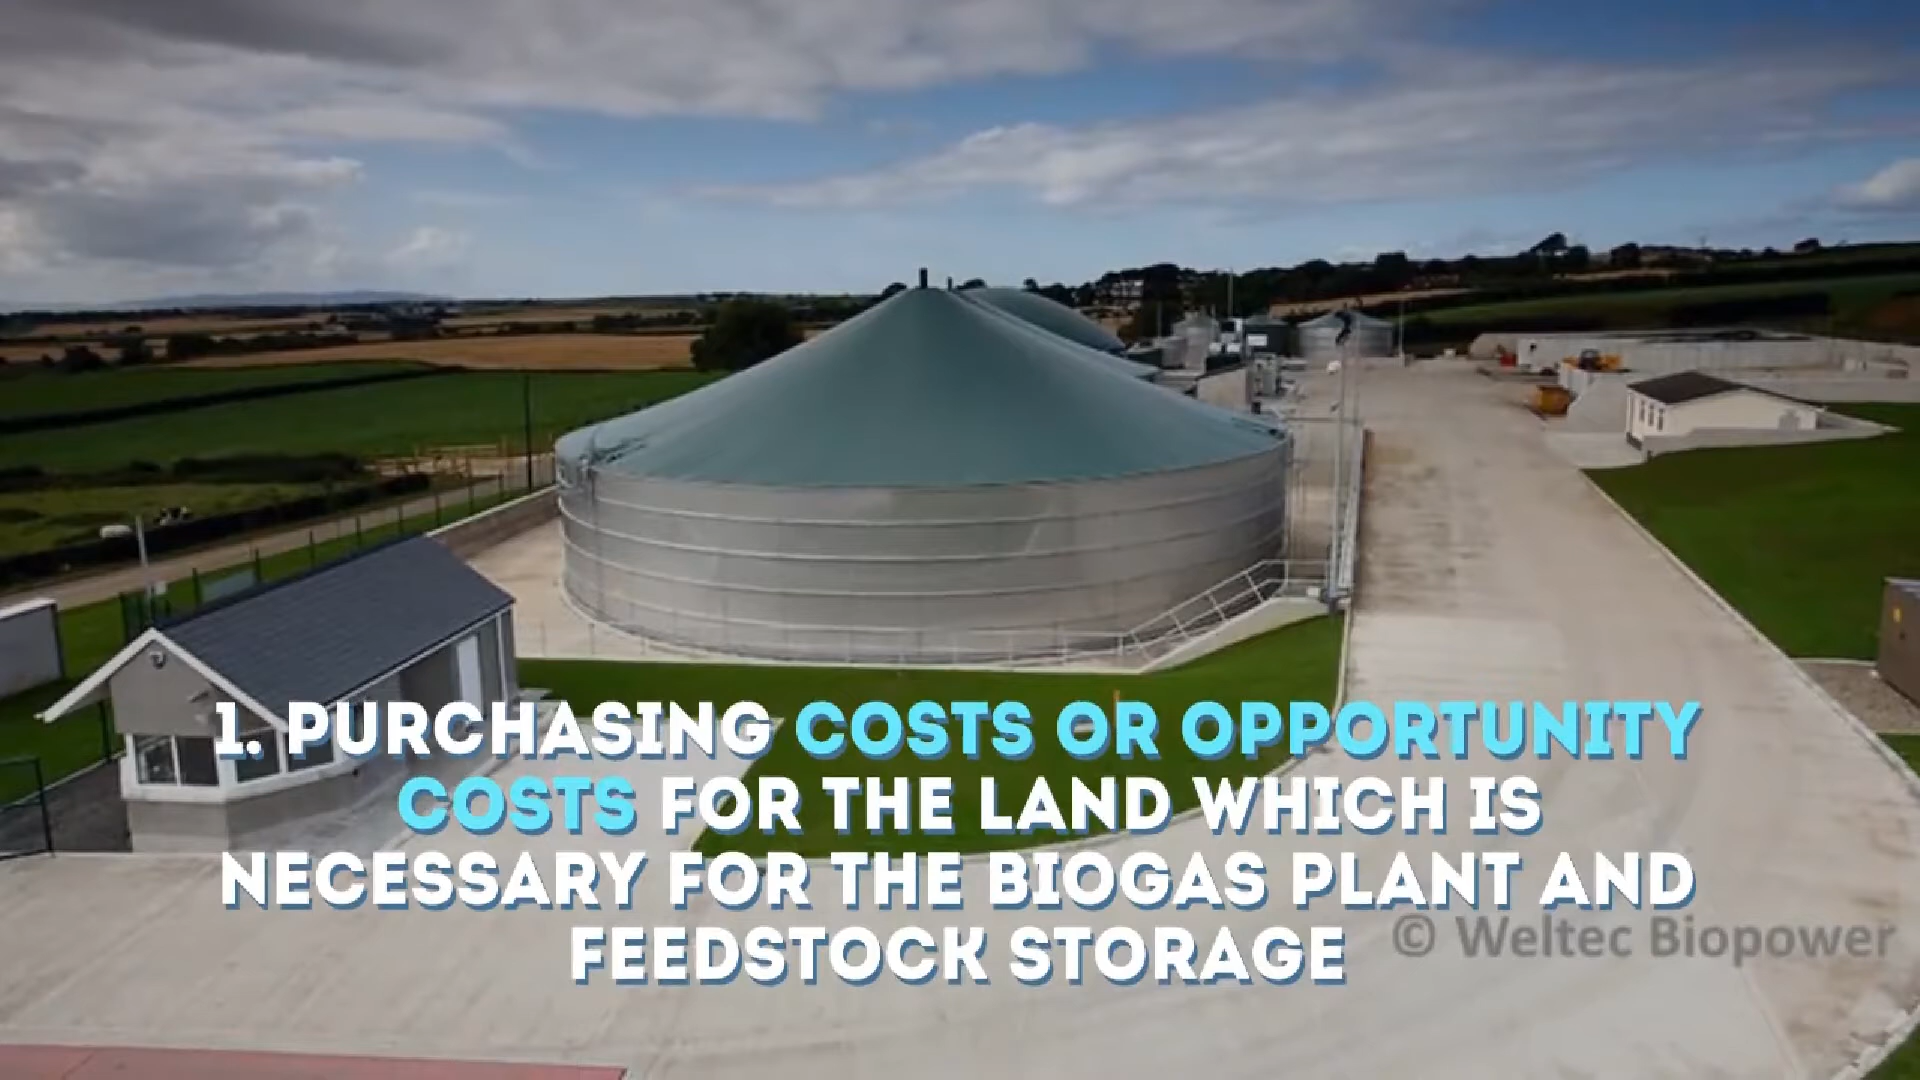 1. PURCHASING COSTS OR OPPORTUNITY
COSTS FOR THE LAND WHICH IS
NECESSARY FOR THE BIOGAS PLANT AND
FEEDSTOCK STORAGE
© Weltec Biopower